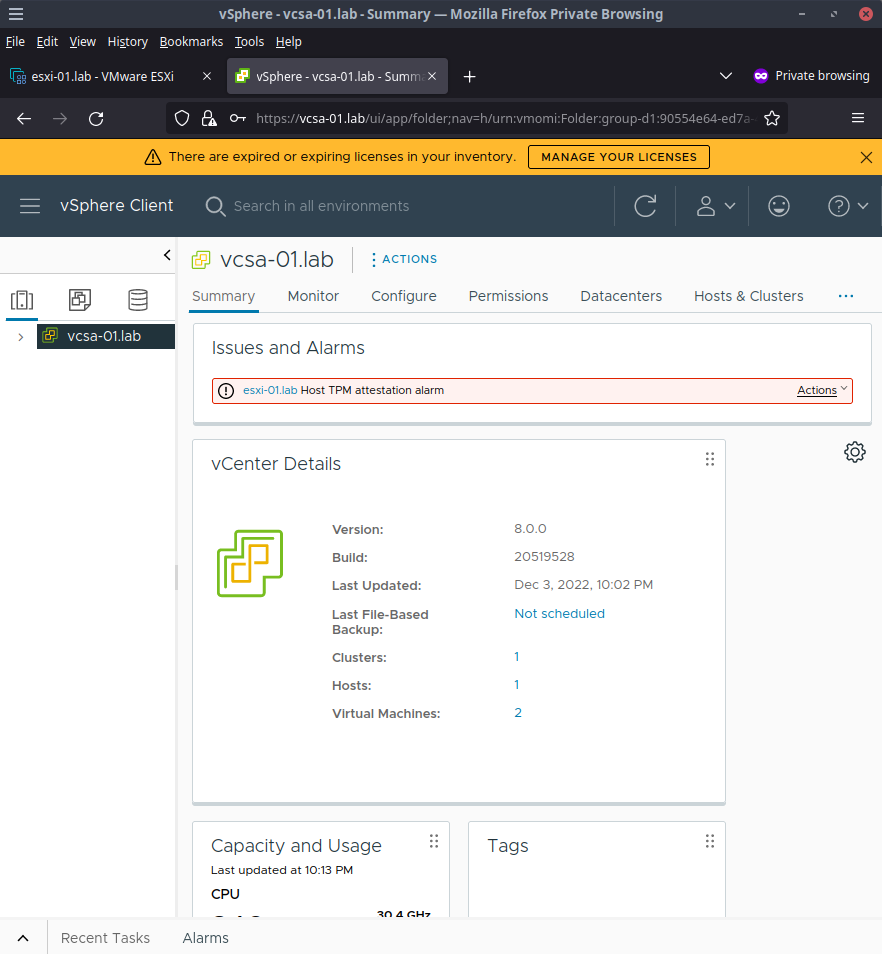 vSphere - vcsa-01.lab - Summary — Mozilla Firefox Private Browsing
File Edit View History Bookmarks Tools Help
esxi-01.lab - VMware ESXi
vSphere - vcsa-01.lab - Summ
Private browsing
https://vcsa-01.lab/ui/app/folder;nav=h/urn:vmomi:Folder:group-d1:90554e64-ed7a-
There are expired or expiring licenses in your inventory. MANAGE YOUR LICENSES
vSphere Client
Search in all environments
vcsa-01.lab
ACTIONS
Summary Monitor Configure Permissions Datacenters Hosts & Clusters
vcsa-01.lab
Issues and Alarms
esxi-01.lab Host TPM attestation alarm Actions
vCenter Details
Version: 8.0.0
Build: 20519528
Last Updated: Dec 3, 2022, 10:02 PM
Last File-Based Backup: Not scheduled
Clusters: 1
Hosts: 1
Virtual Machines: 2
Capacity and Usage
Last updated at 10:13 PM
CPU
30.4 GHz
Tags
Recent Tasks Alarms